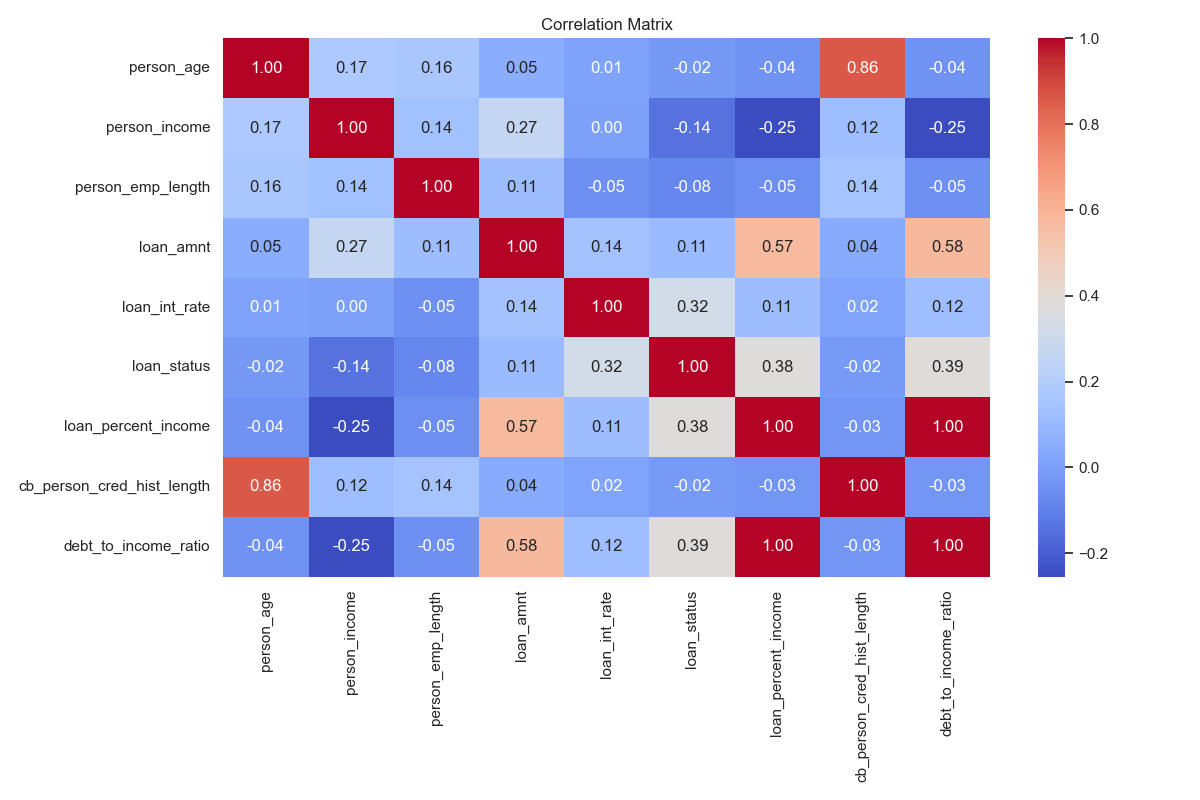 Correlation Matrix
person_age 1.00 0.17 0.16 0.05 0.01 -0.02 -0.04 0.86 -0.04
person_income 0.17 1.00 0.14 0.27 0.00 -0.14 -0.25 0.12 -0.25
person_emp_length 0.16 0.14 1.00 0.11 -0.05 -0.08 -0.05 0.14 -0.05
loan_amnt 0.05 0.27 0.11 1.00 0.14 0.11 0.57 0.04 0.58
loan_int_rate 0.01 0.00 -0.05 0.14 1.00 0.32 0.11 0.02 0.12
loan_status -0.02 -0.14 -0.08 0.11 0.32 1.00 0.38 -0.02 0.39
loan_percent_income -0.04 -0.25 -0.05 0.57 0.11 0.38 1.00 -0.03 1.00
cb_person_cred_hist_length 0.86 0.12 0.14 0.04 0.02 -0.02 -0.03 1.00 -0.03
debt_to_income_ratio -0.04 -0.25 -0.05 0.58 0.12 0.39 1.00 -0.03 1.00
person_age
person_income
person_emp_length
loan_amnt
loan_int_rate
loan_status
loan_percent_income
cb_person_cred_hist_length
debt_to_income_ratio
1.0
0.8
0.6
0.4
0.2
0.0
−0.2